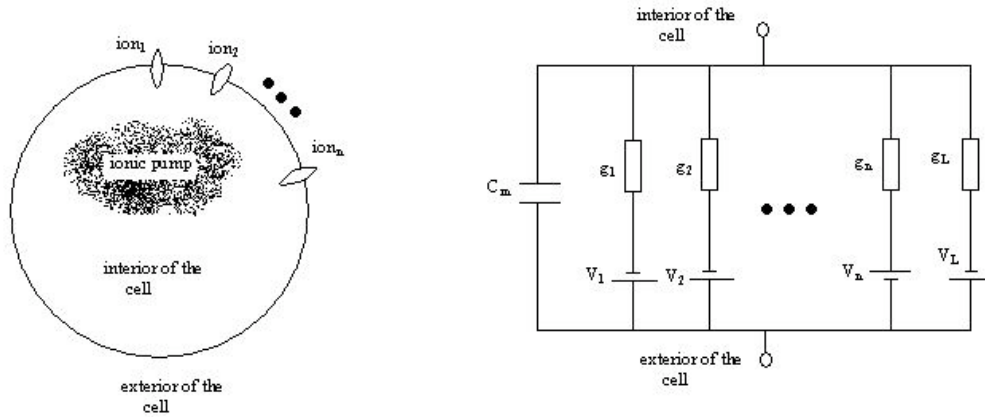 ion1
ion2
ionn
ionic pump
interior of the
cell
exterior of the
cell
interior of the
cell
Cm
g1
g2
gn
gL
V1
V2
Vn
VL
exterior of the
cell